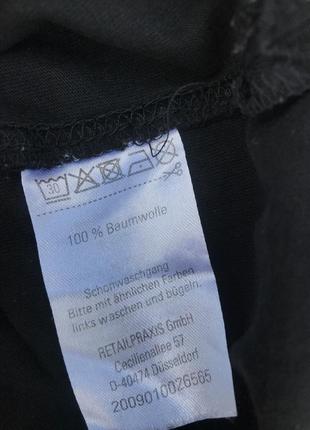 30
100 % Baumwolle
Schonwaschgang
Bitte mit ähnlichen Farben
links waschen und bügeln.
RETAILPRAXIS GmbH
Cecilienallee 57
D-40474 Düsseldorf
2009010026565